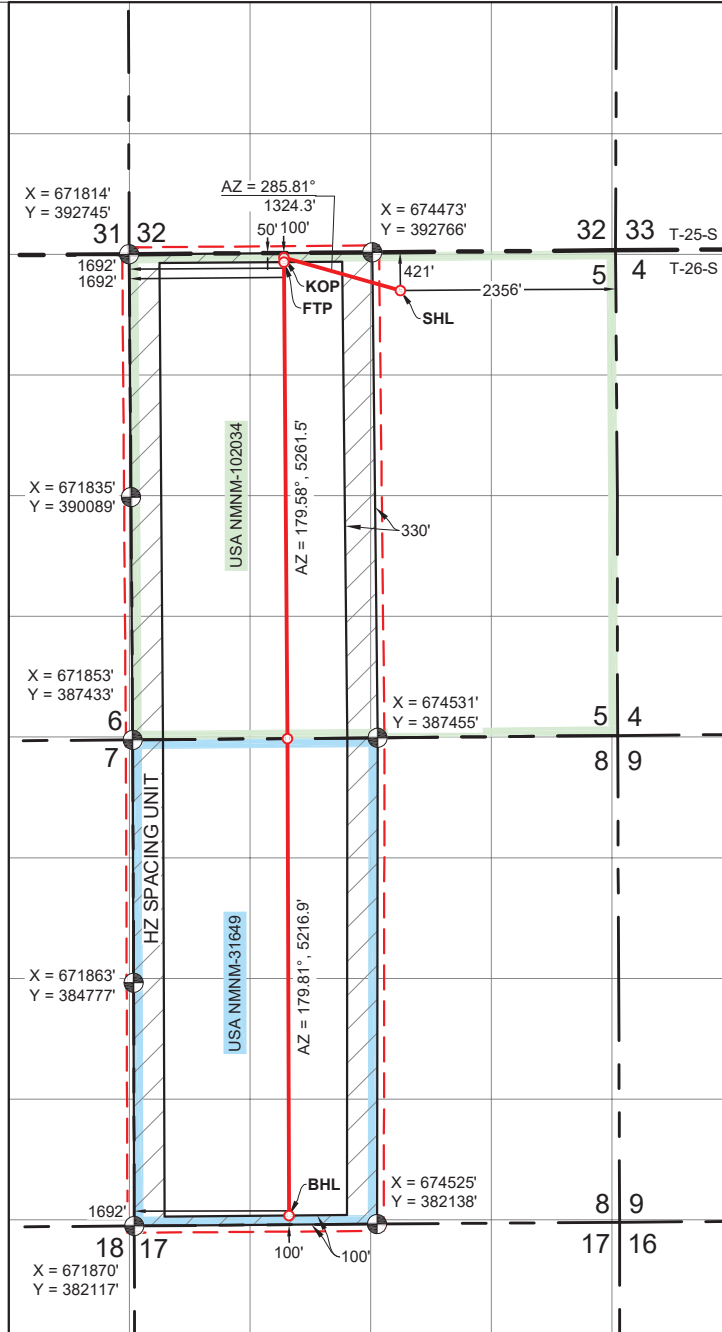 AZ = 285.81°
1324.3'
X = 671814'
Y = 392745'
X = 674473'
Y = 392766'
50'
100'
31
32
32
33
T-25-S
T-26-S
1692'
1692'
KOP
FTP
421'
5
4
2356'
SHL
USA NMNM-102034
AZ = 179.58°, 5261.5'
X = 671835'
Y = 390089'
330'
X = 671853'
Y = 387433'
X = 674531'
Y = 387455'
6
7
5
4
8
9
HZ SPACING UNIT
USA NMNM-31649
AZ = 179.81°, 5216.9'
X = 671863'
Y = 384777'
BHL
X = 674525'
Y = 382138'
1692'
8
9
18
17
100'
100'
17
16
X = 671870'
Y = 382117'